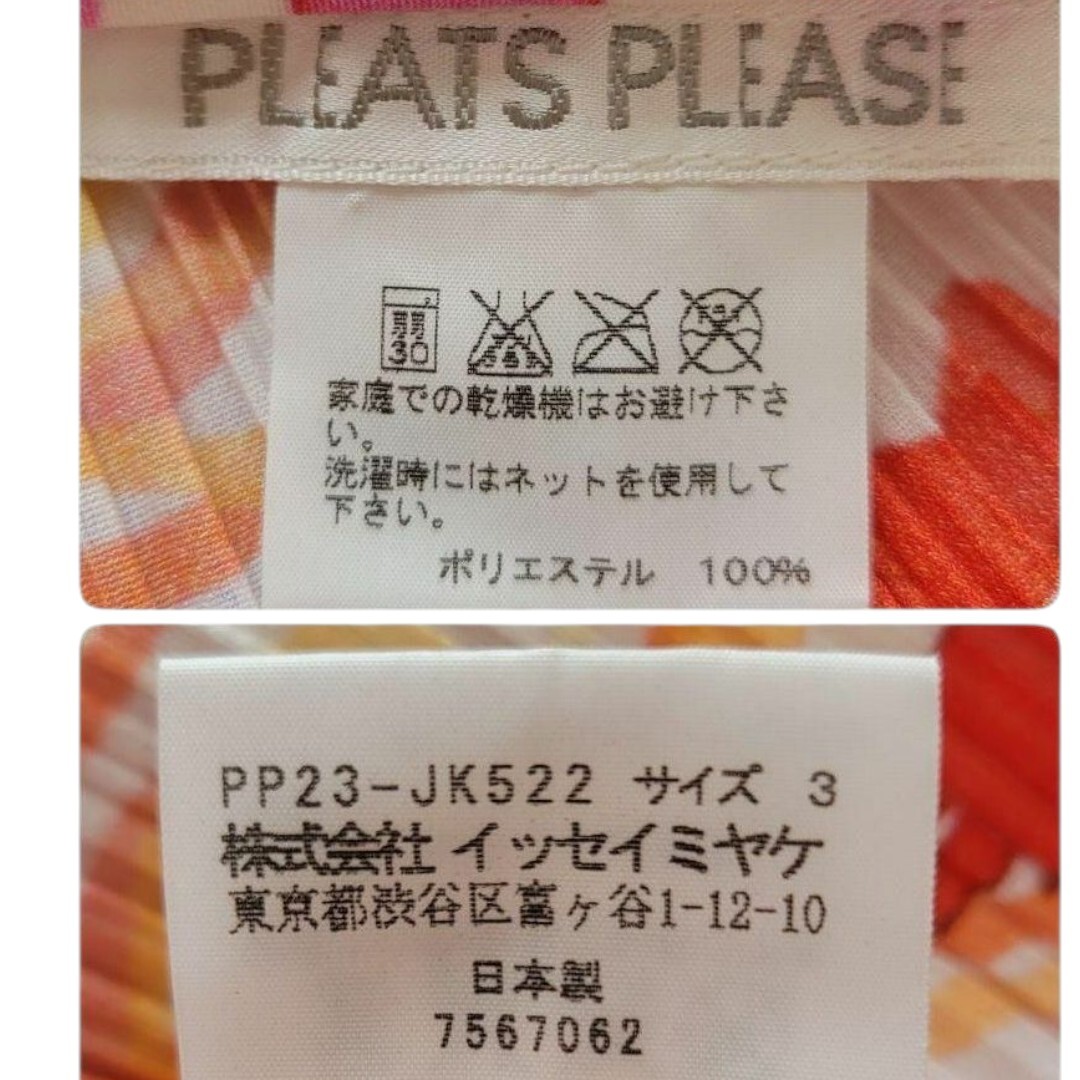 PLEATS PLEASE
弱
30
家庭での乾燥機はお避け下さ
い。
洗濯時にはネットを使用して
下さい。
ポリエステル 100%
PP23-JK522 サイズ 3
株式会社 イッセイミヤケ
東京都渋谷区富ヶ谷1-12-10
日本製
7567062